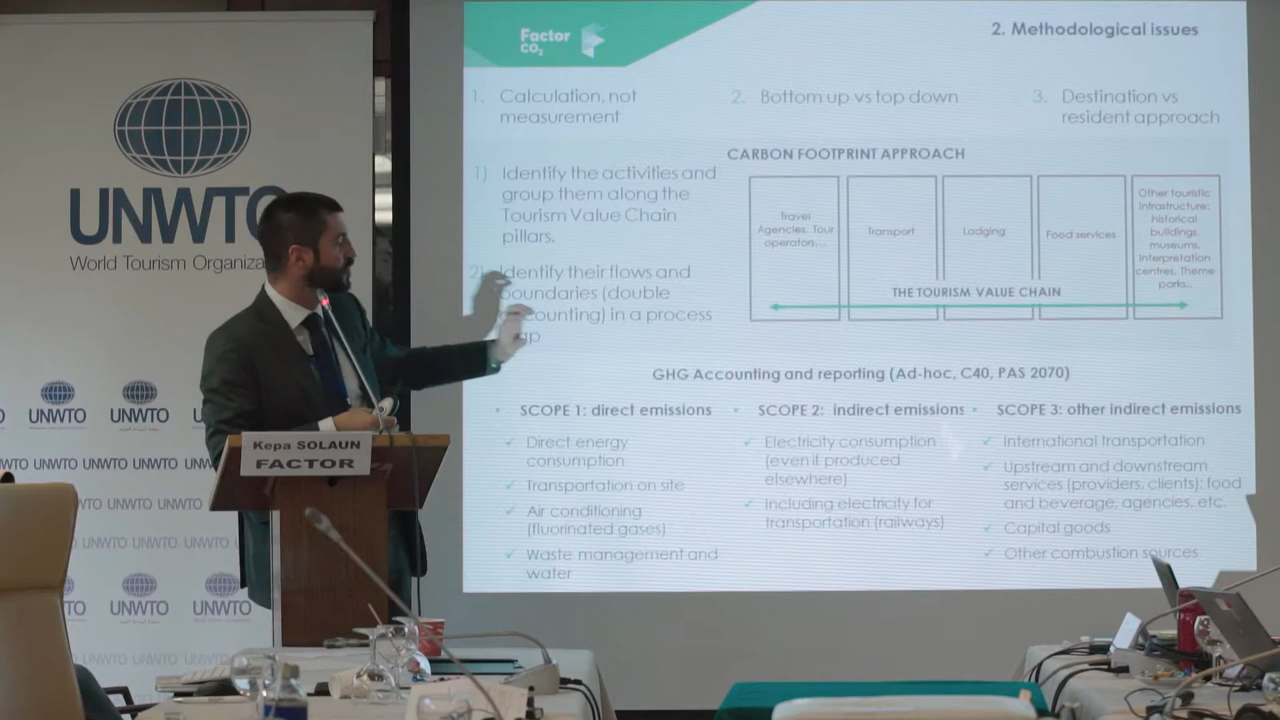 Factor
CO₂
2. Methodological issues
1. Calculation, not
measurement
2. Bottom up vs top down
3. Destination vs
resident approach
CARBON FOOTPRINT APPROACH
1) Identify the activities and
group them along the
Tourism Value Chain
pillars.
2) Identify their flows and
boundaries (double
ounting) in a process
ap
Travel
Agencies: Tour
operators...
Transport
Lodging
Food services
Other touristic
infrastructure:
historical
buildings,
museums,
interpretation
centres, Theme
parks...
THE TOURISM VALUE CHAIN
GHG Accounting and reporting (Ad-hoc, C40, PAS 2070)
• SCOPE 1: direct emissions
✓ Direct energy
consumption
✓ Transportation on site
✓ Air conditioning
(fluorinated gases)
✓ Waste management and
water
• SCOPE 2: indirect emissions
✓ Electricity consumption
(even if produced
elsewhere)
✓ Including electricity for
transportation (railways)
• SCOPE 3: other indirect emissions
✓ International transportation
✓ Upstream and downstream
services (providers, clients): food
and beverage, agencies, etc.
✓ Capital goods
✓ Other combustion sources
UNWTO
World Tourism Organiza
UNWTO UNWTO U
UNWTO UNWTO UNWTO UNWTO
UNWTO UNWTO UNWTO
TO UNWTO UNWTO
UNWTO UNWTO UNWTO
Kepa SOLAUN
FACTOR